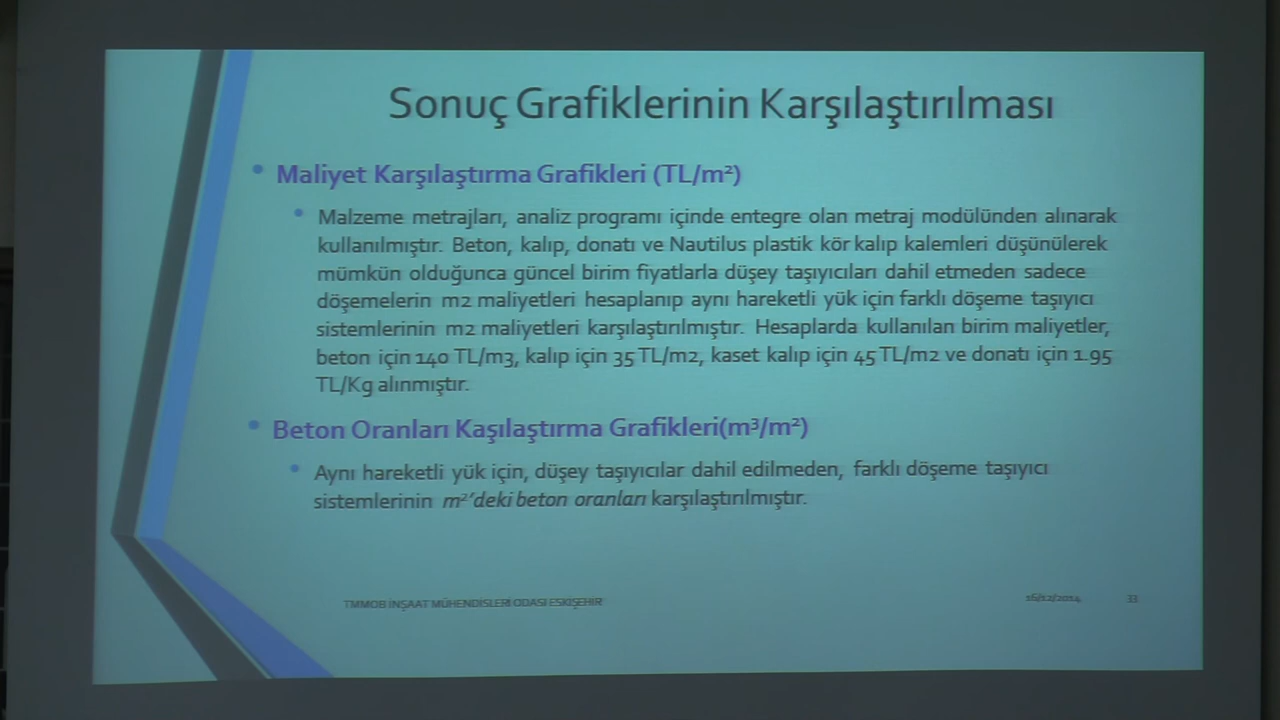 Sonuç Grafiklerinin Karşılaştırılması
• Maliyet Karşılaştırma Grafikleri (TL/m²)
• Malzeme metrajları, analiz programı içinde entegre olan metraj modülünden alınarak
kullanılmıştır. Beton, kalıp, donatı ve Nautilus plastik kör kalıp kalemleri düşünülerek
mümkün olduğunca güncel birim fiyatlarla düşey taşıyıcıları dahil etmeden sadece
döşemelerin m2 maliyetleri hesaplanıp aynı hareketli yük için farklı döşeme taşıyıcı
sistemlerinin m2 maliyetleri karşılaştırılmıştır. Hesaplarda kullanılan birim maliyetler,
beton için 140 TL/m3, kalıp için 35 TL/m2, kaset kalıp için 45 TL/m2 ve donatı için 1.95
TL/Kg alınmıştır.
• Beton Oranları Kaşılaştırma Grafikleri(m³/m²)
• Aynı hareketli yük için, düşey taşıyıcılar dahil edilmeden, farklı döşeme taşıyıcı
sistemlerinin m²'deki beton oranları karşılaştırılmıştır.
TMMOB İNŞAAT MÜHENDİSLERİ ODASI ESKİŞEHİR 16/12/2014 33